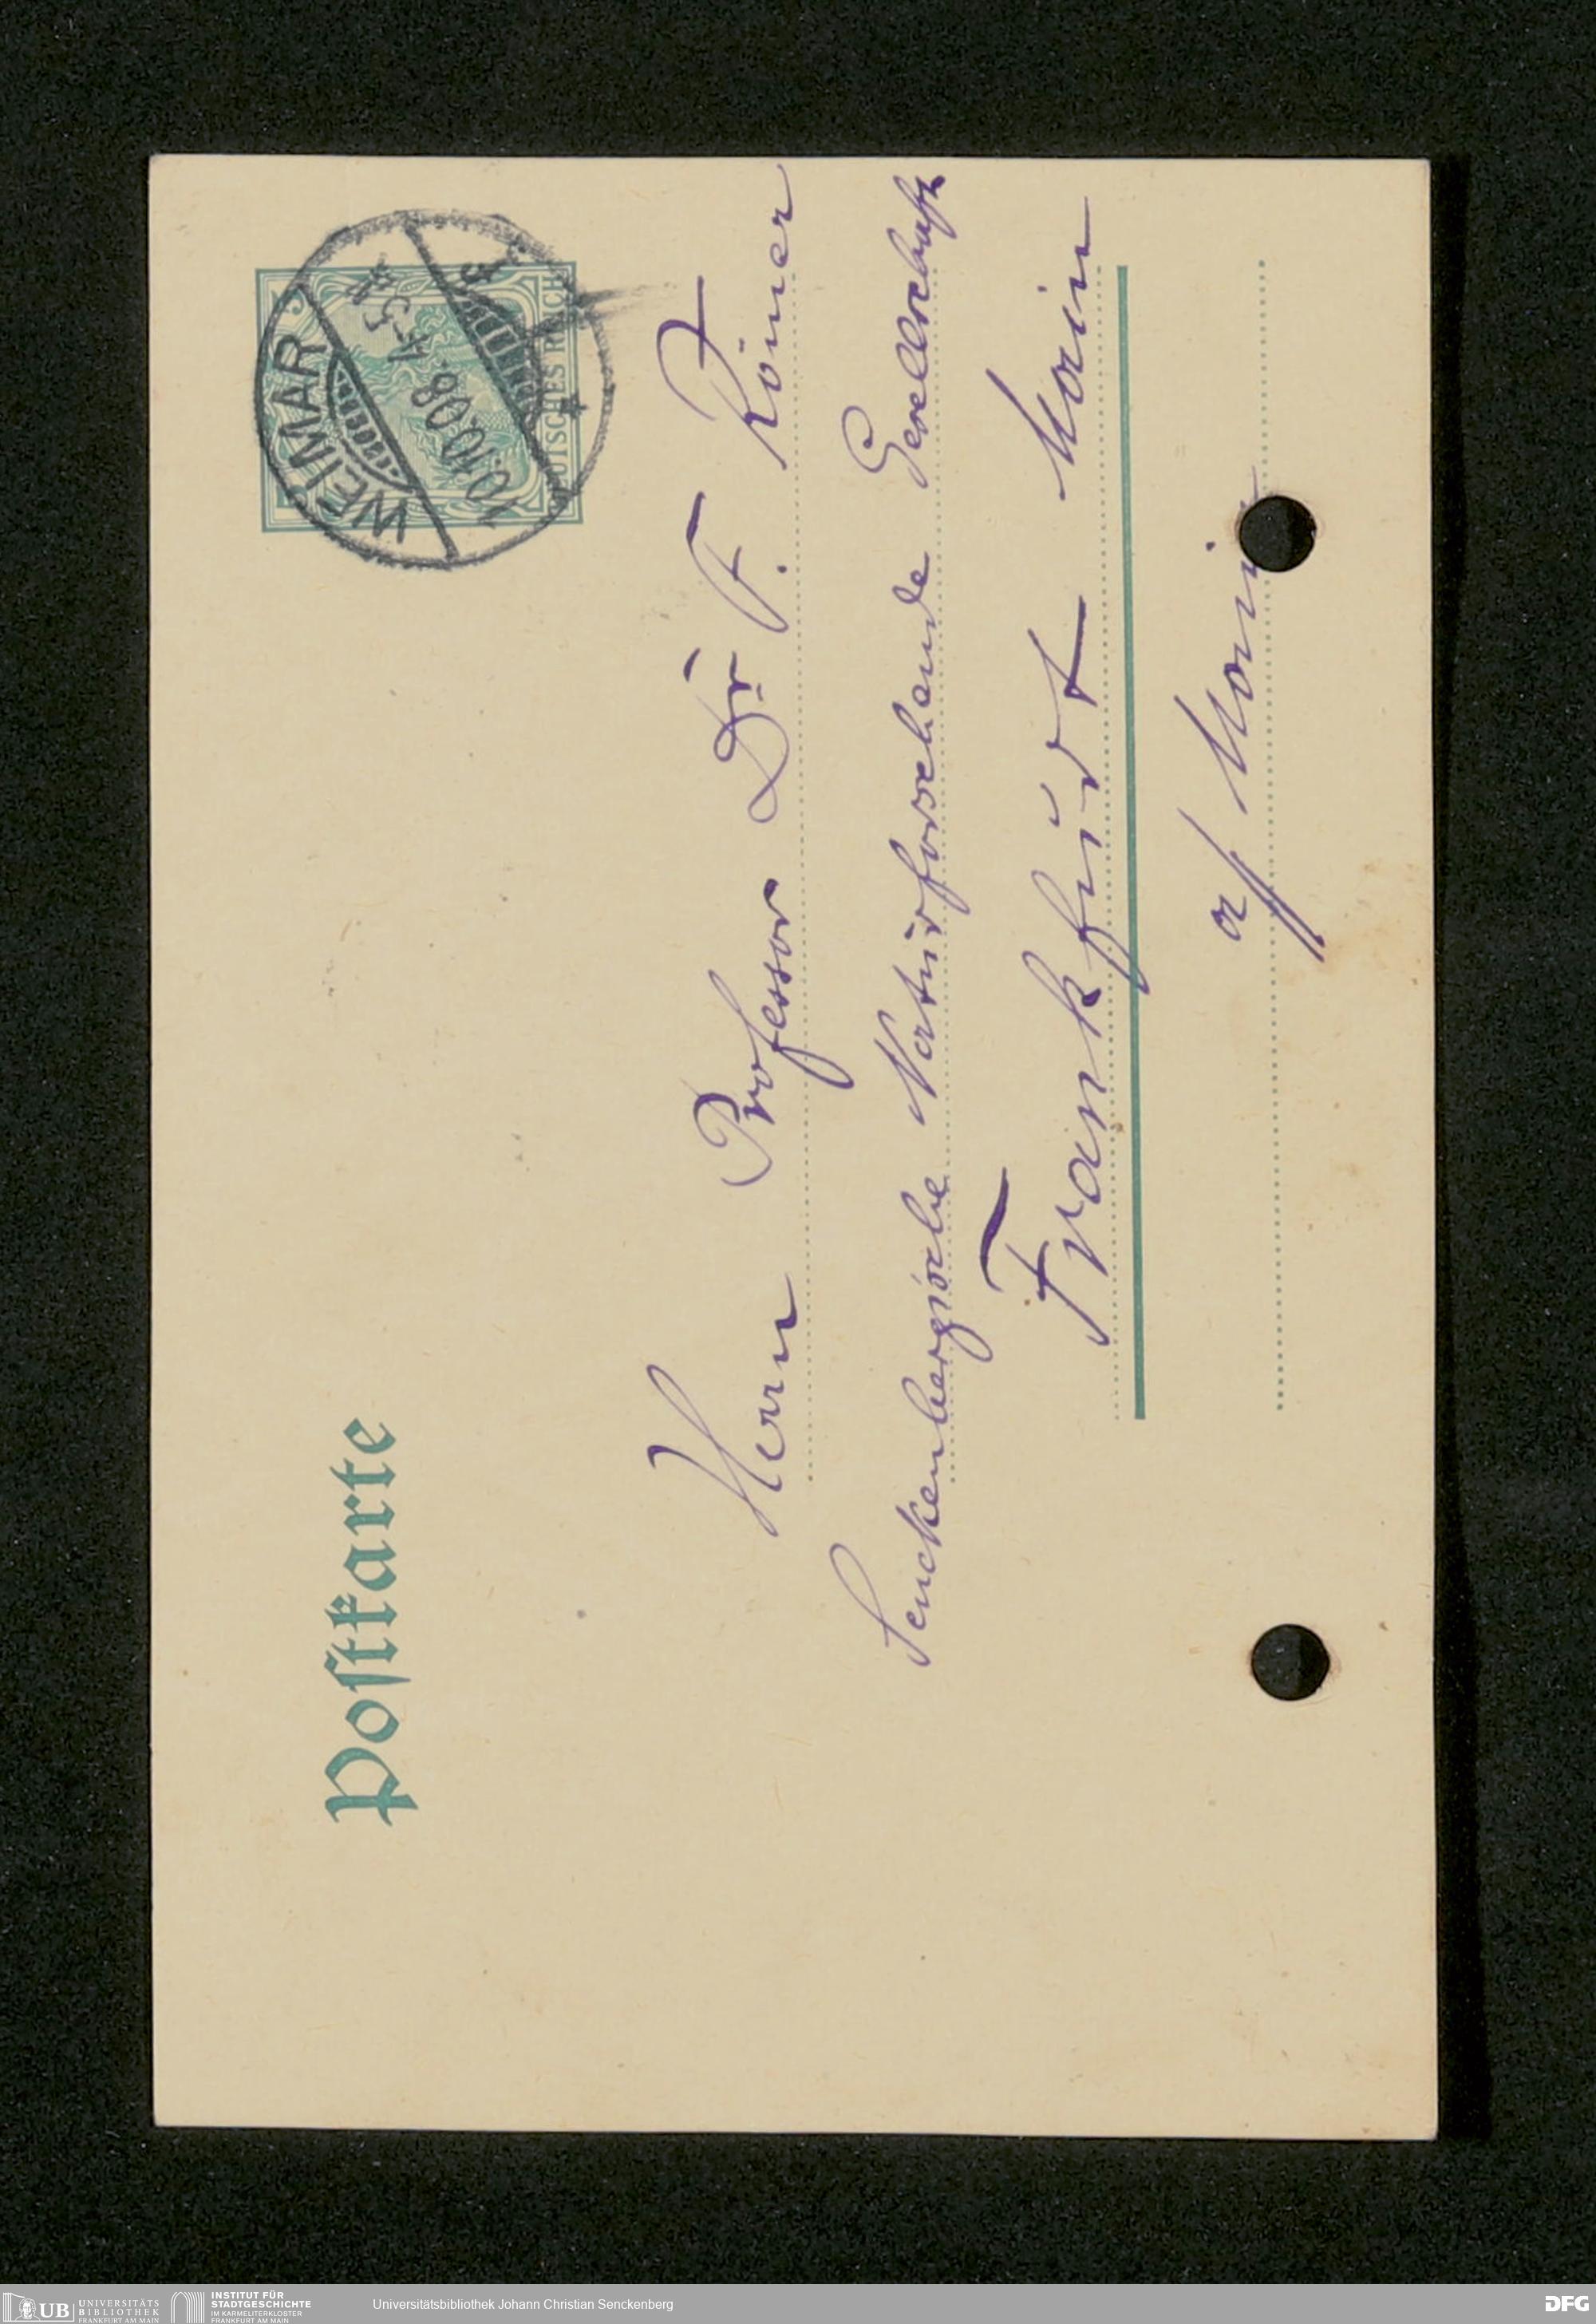 Postkarte
WEIMAR
10.10.08. 4-5 N.
DEUTSCHES REICH
5
Herrn Professor Dr. F. Römer
Senckenbergische Naturforschende Gesellschaft
Frankfurt Main
a/ Main
UB UNIVERSITÄTS
BIBLIOTHEK
FRANKFURT AM MAIN
INSTITUT FÜR
STADTGESCHICHTE
IM KARMELITERKLOSTER
FRANKFURT AM MAIN
Universitätsbibliothek Johann Christian Senckenberg
DFG